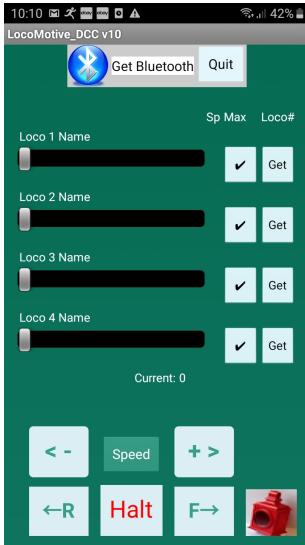 10:10 42%
LocoMotive_DCC v10
Get Bluetooth Quit
Sp Max Loco#
Loco 1 Name
✔ Get
Loco 2 Name
✔ Get
Loco 3 Name
✔ Get
Loco 4 Name
✔ Get
Current: 0
< - Speed + >
←R Halt F→